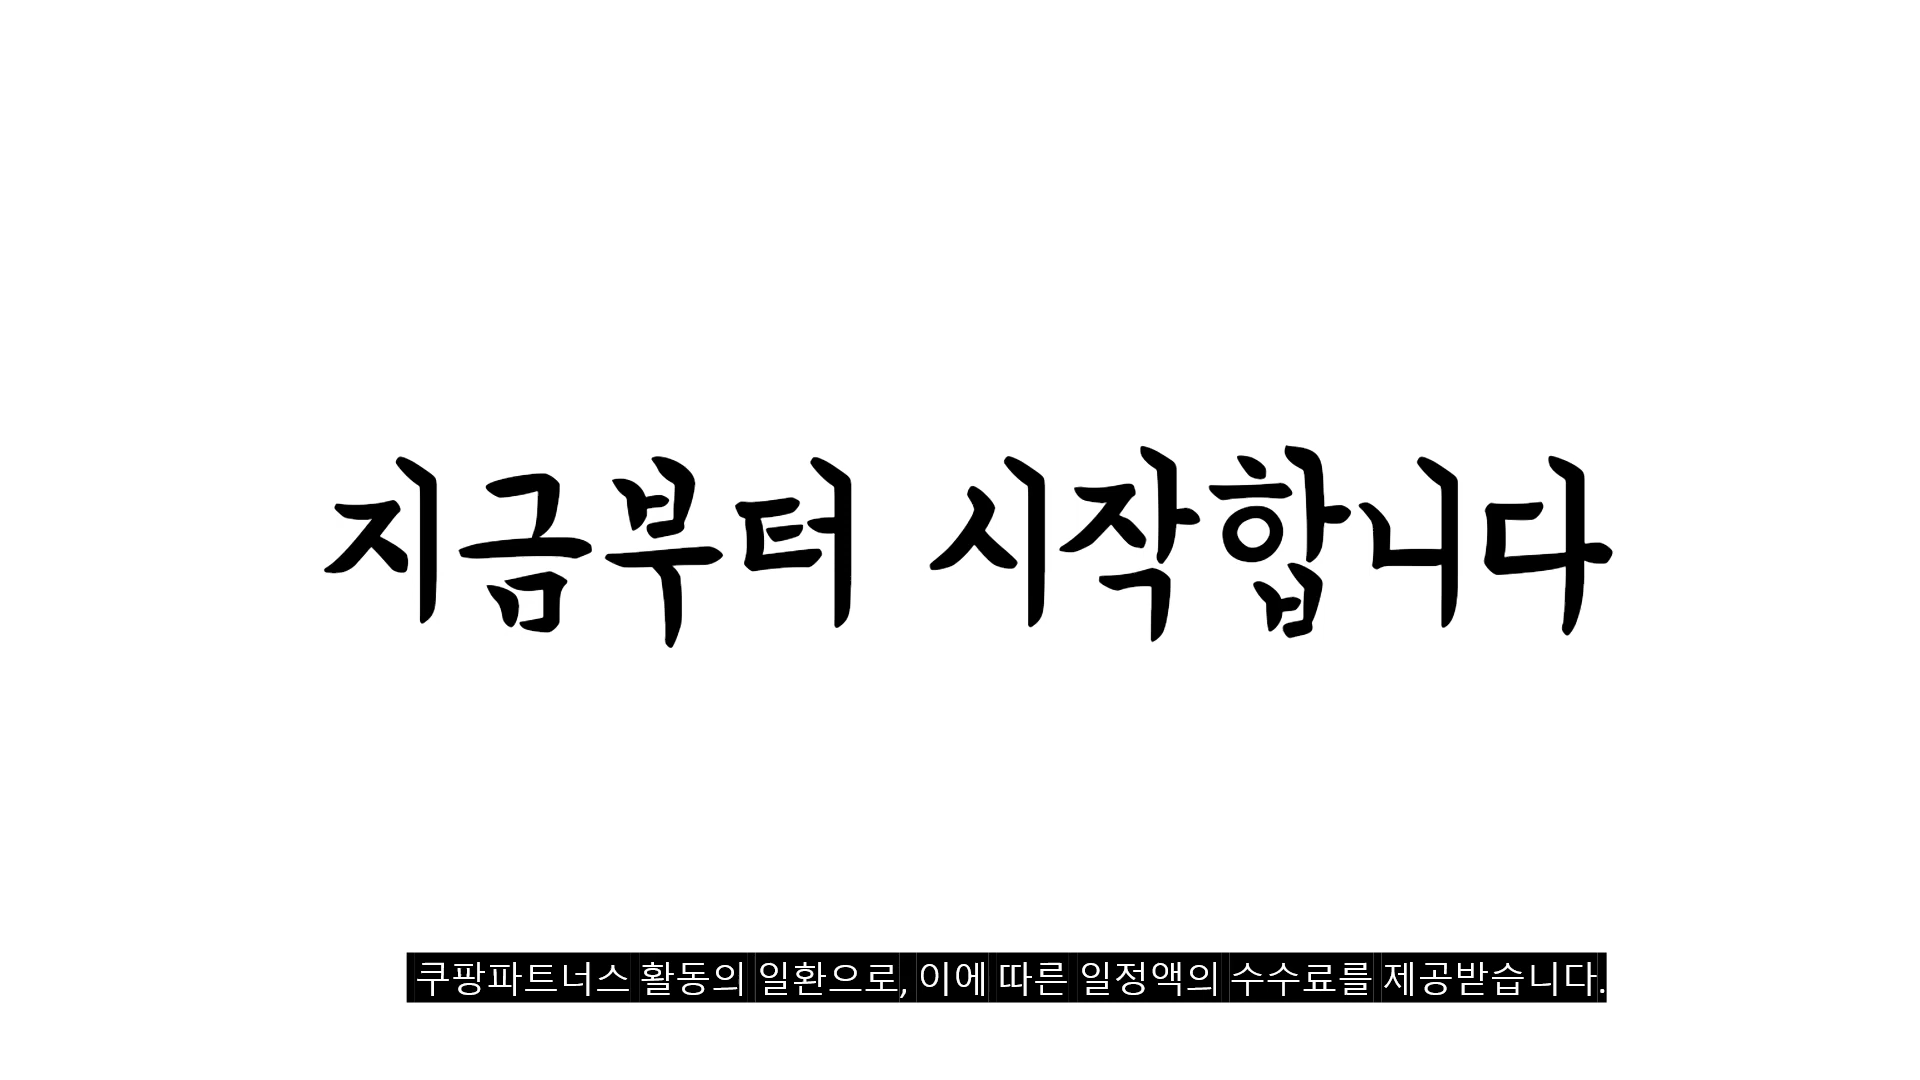 지금부터 시작합니다
쿠팡파트너스 활동의 일환으로, 이에 따른 일정액의 수수료를 제공받습니다.